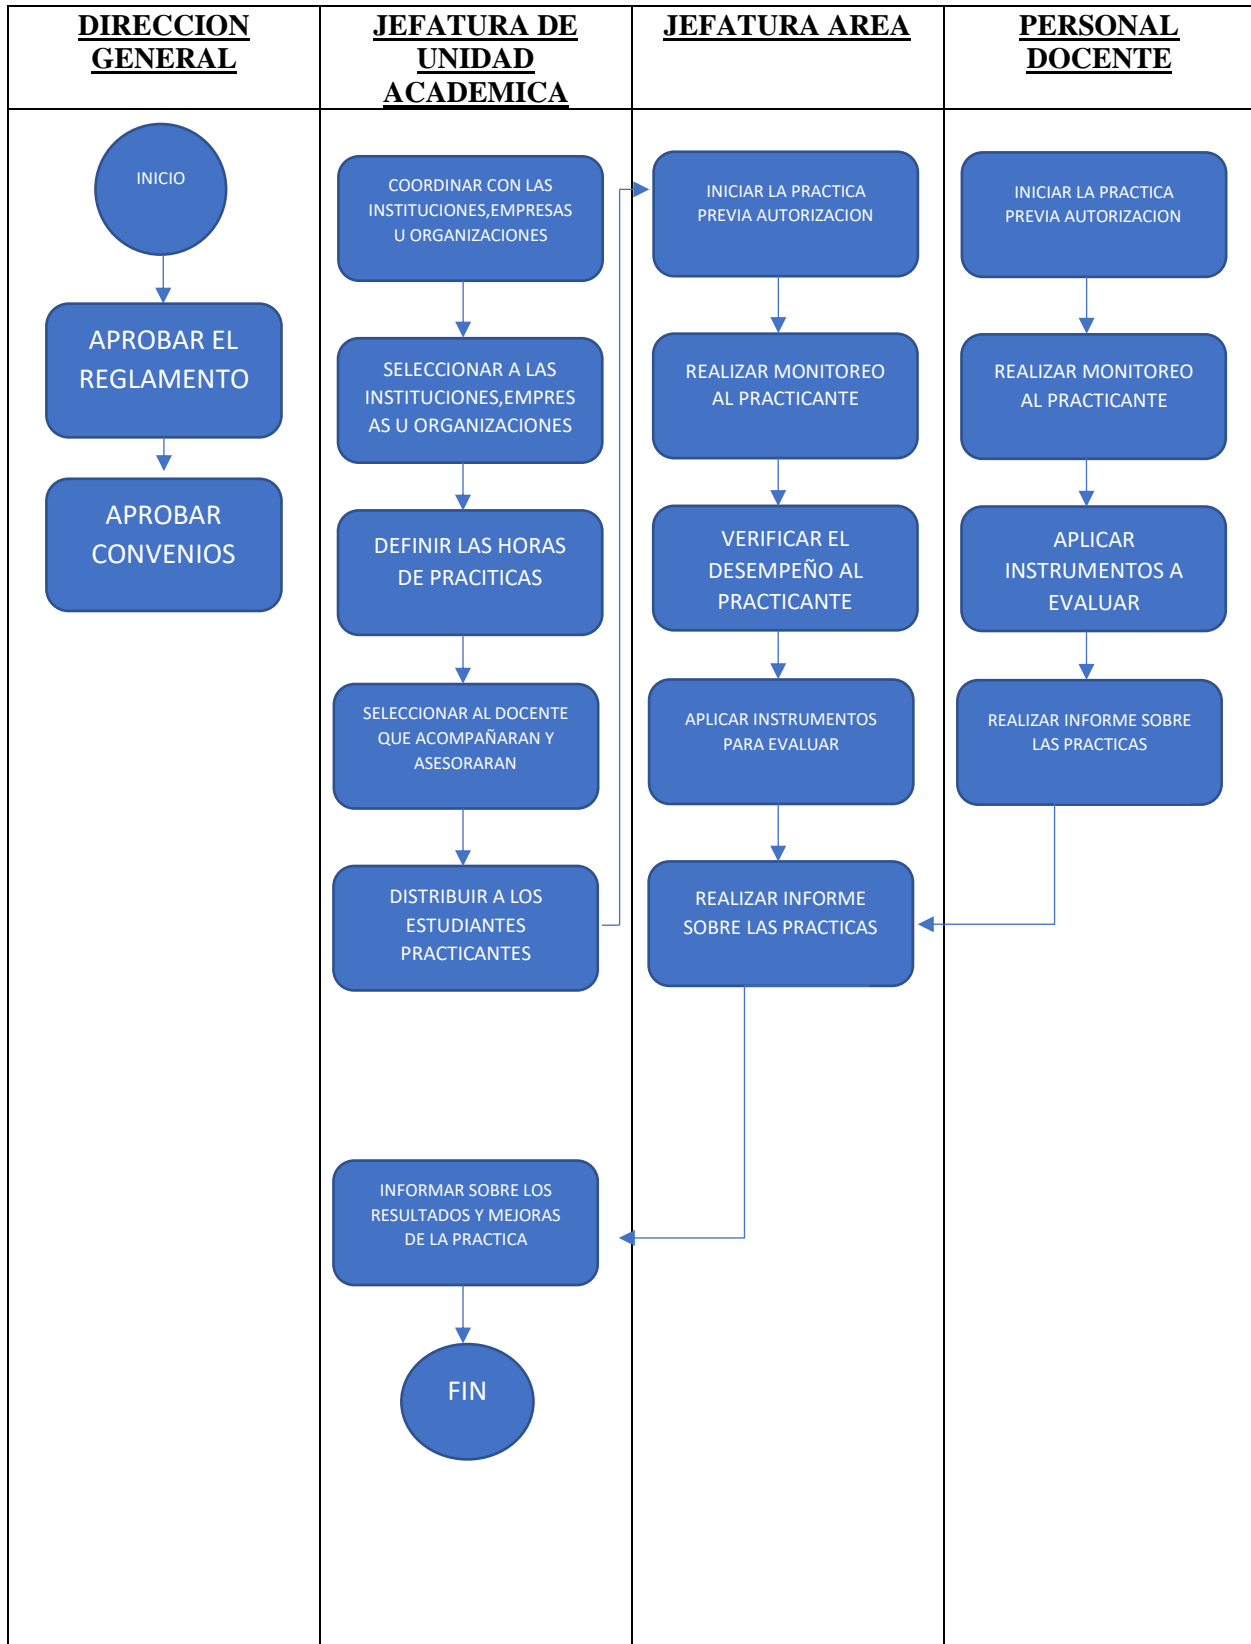 DIRECCION
GENERAL
JEFATURA DE
UNIDAD
ACADEMICA
JEFATURA AREA
PERSONAL
DOCENTE
INICIO
APROBAR EL
REGLAMENTO
APROBAR
CONVENIOS
COORDINAR CON LAS
INSTITUCIONES,EMPRESAS
U ORGANIZACIONES
SELECCIONAR A LAS
INSTITUCIONES,EMPRES
AS U ORGANIZACIONES
DEFINIR LAS HORAS
DE PRACITICAS
SELECCIONAR AL DOCENTE
QUE ACOMPAÑARAN Y
ASESORARAN
DISTRIBUIR A LOS
ESTUDIANTES
PRACTICANTES
INFORMAR SOBRE LOS
RESULTADOS Y MEJORAS
DE LA PRACTICA
FIN
INICIAR LA PRACTICA
PREVIA AUTORIZACION
REALIZAR MONITOREO
AL PRACTICANTE
VERIFICAR EL
DESEMPEÑO AL
PRACTICANTE
APLICAR INSTRUMENTOS
PARA EVALUAR
REALIZAR INFORME
SOBRE LAS PRACTICAS
INICIAR LA PRACTICA
PREVIA AUTORIZACION
REALIZAR MONITOREO
AL PRACTICANTE
APLICAR
INSTRUMENTOS A
EVALUAR
REALIZAR INFORME SOBRE
LAS PRACTICAS